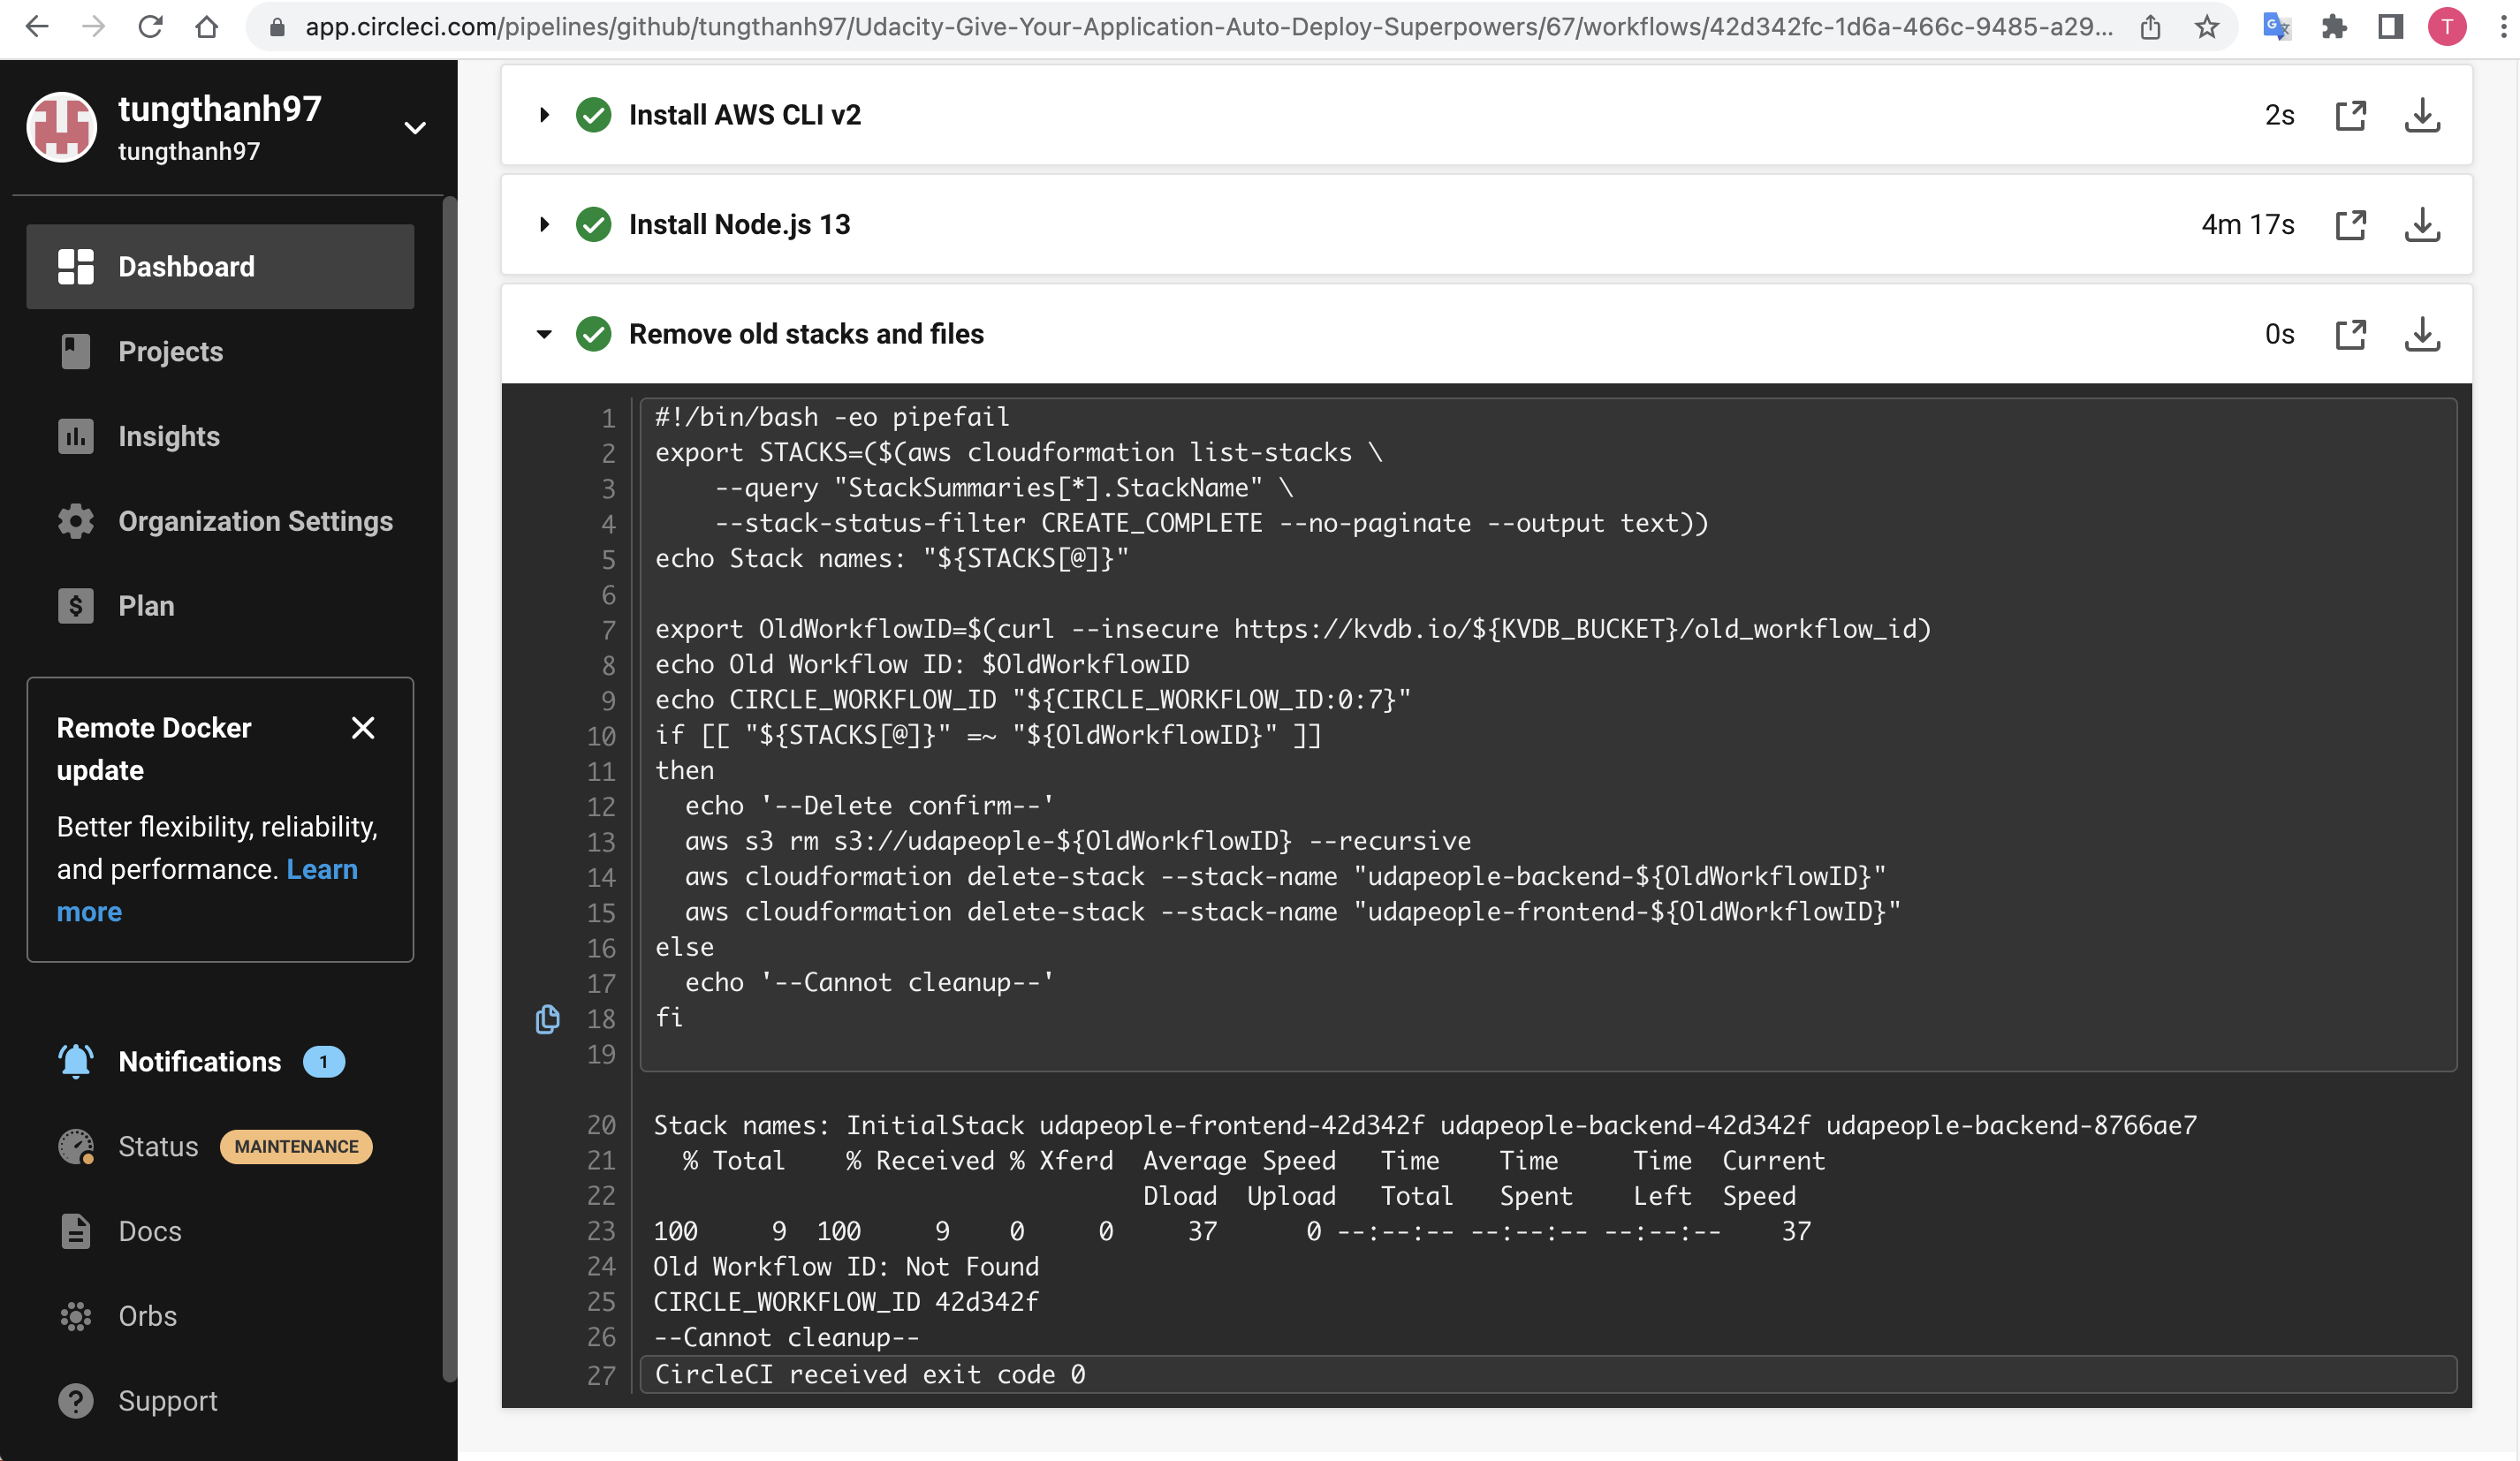 app.circleci.com/pipelines/github/tungthanh97/Udacity-Give-Your-Application-Auto-Deploy-Superpowers/67/workflows/42d342fc-1d6a-466c-9485-a29...
T
tungthanh97
tungthanh97
Dashboard
Projects
Insights
Organization Settings
Plan
Remote Docker
update
Better flexibility, reliability,
and performance. Learn
more
Notifications 1
Status MAINTENANCE
Docs
Orbs
Support
Install AWS CLI v2 2s
Install Node.js 13 4m 17s
Remove old stacks and files 0s
1 #!/bin/bash -eo pipefail
2 export STACKS=($(aws cloudformation list-stacks \
3     --query "StackSummaries[*].StackName" \
4     --stack-status-filter CREATE_COMPLETE --no-paginate --output text))
5 echo Stack names: "${STACKS[@]}"
6
7 export OldWorkflowID=$(curl --insecure https://kvdb.io/${KVDB_BUCKET}/old_workflow_id)
8 echo Old Workflow ID: $OldWorkflowID
9 echo CIRCLE_WORKFLOW_ID "${CIRCLE_WORKFLOW_ID:0:7}"
10 if [[ "${STACKS[@]}" =~ "${OldWorkflowID}" ]]
11 then
12   echo '--Delete confirm--'
13   aws s3 rm s3://udapeople-${OldWorkflowID} --recursive
14   aws cloudformation delete-stack --stack-name "udapeople-backend-${OldWorkflowID}"
15   aws cloudformation delete-stack --stack-name "udapeople-frontend-${OldWorkflowID}"
16 else
17   echo '--Cannot cleanup--'
18 fi
19
20 Stack names: InitialStack udapeople-frontend-42d342f udapeople-backend-42d342f udapeople-backend-8766ae7
21   % Total    % Received % Xferd  Average Speed   Time    Time     Time  Current
22                                  Dload  Upload   Total   Spent    Left  Speed
23 100     9  100     9    0     0     37      0 --:--:-- --:--:-- --:--:--    37
24 Old Workflow ID: Not Found
25 CIRCLE_WORKFLOW_ID 42d342f
26 --Cannot cleanup--
27 CircleCI received exit code 0